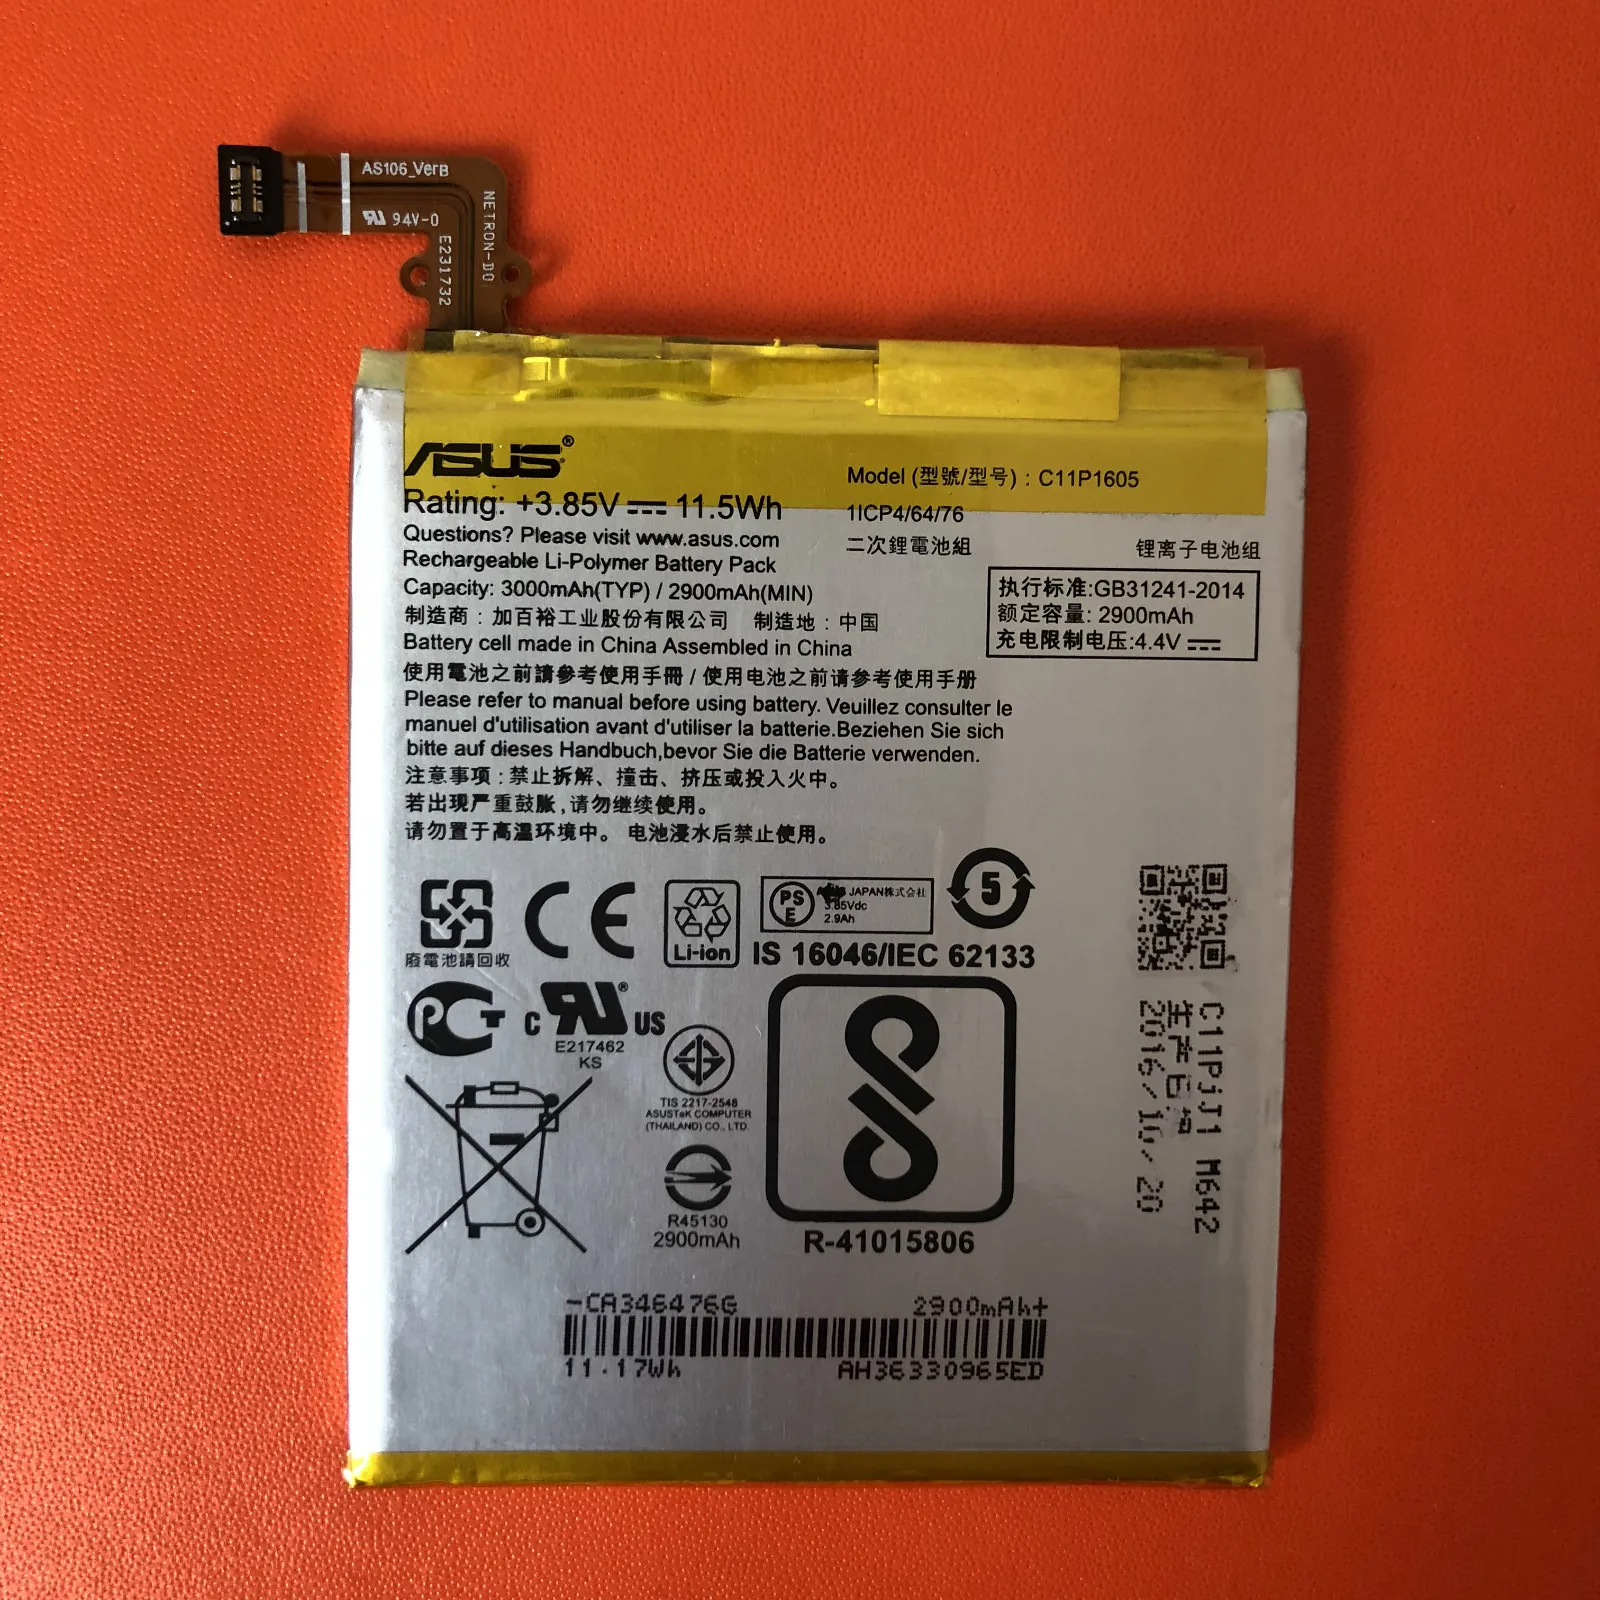 AS106_VerB
94V-0
E231732
NETRON-DO
ASUS®
Rating: +3.85V 11.5Wh
Questions? Please visit www.asus.com
Rechargeable Li-Polymer Battery Pack
Capacity: 3000mAh(TYP) / 2900mAh(MIN)
制造商：加百裕工业股份有限公司 制造地：中国
Battery cell made in China Assembled in China
Model (型號/型号) : C11P1605
1ICP4/64/76
二次鋰電池組 锂离子电池组
执行标准:GB31241-2014
额定容量: 2900mAh
充电限制电压:4.4V
使用電池之前請參考使用手冊 / 使用电池之前请参考使用手册
Please refer to manual before using battery. Veuillez consulter le
manuel d'utilisation avant d'utiliser la batterie.Beziehen Sie sich
bitte auf dieses Handbuch,bevor Sie die Batterie verwenden.
注意事项：禁止拆解、撞击、挤压或投入火中。
若出现严重鼓胀,请勿继续使用。
请勿置于高温环境中。 电池浸水后禁止使用。
廢電池請回收
CE
Li-ion
PS
E
JAPAN株式会社
3.85Vdc
2.9Ah
5
IS 16046/IEC 62133
PCT
C US ®
E217462
KS
TIS 2217-2548
ASUSTeK COMPUTER
(THAILAND) CO., LTD.
R45130
2900mAh
R-41015806
C11PjJ1 M642
生产日期
2016/10/20
-CA346476G 2900mAh+
11.17Wh AH36330965ED